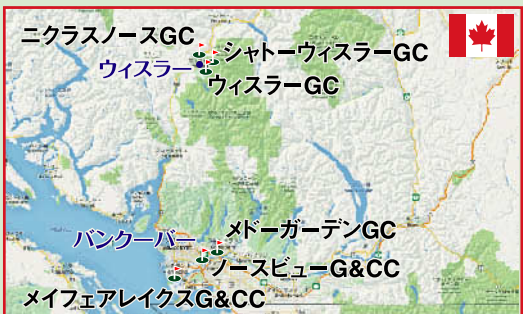 ニクラスノースGC
シャトーウィスラーGC
ウィスラー
ウィスラーGC
メドーガーデンGC
バンクーバー
ノースビューG&CC
メイフェアレイクスG&CC